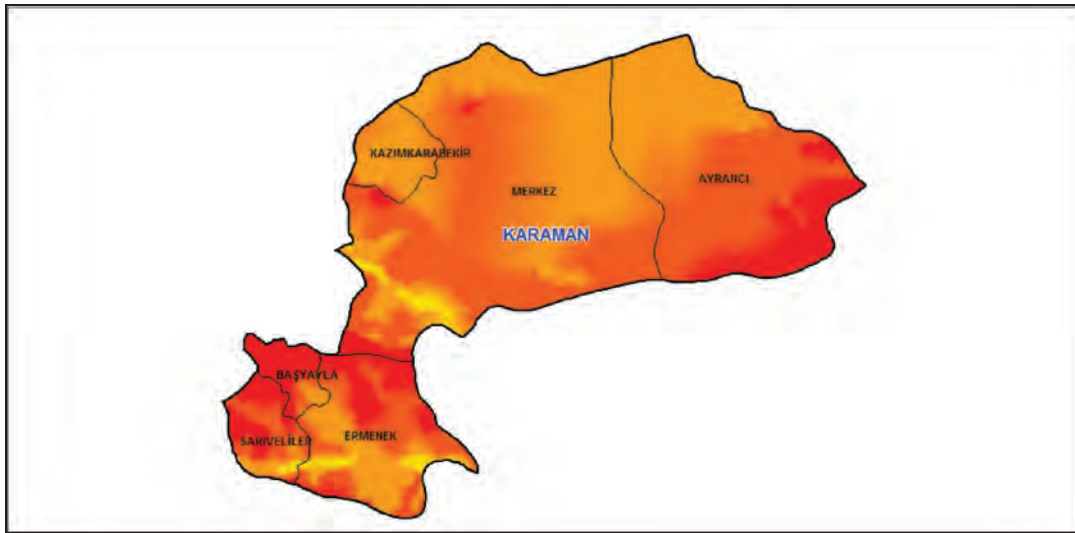 KAZIMKARABEKİR
MERKEZ
AYRANCI
KARAMAN
BAŞYAYLA
SARIVELİLER
ERMENEK